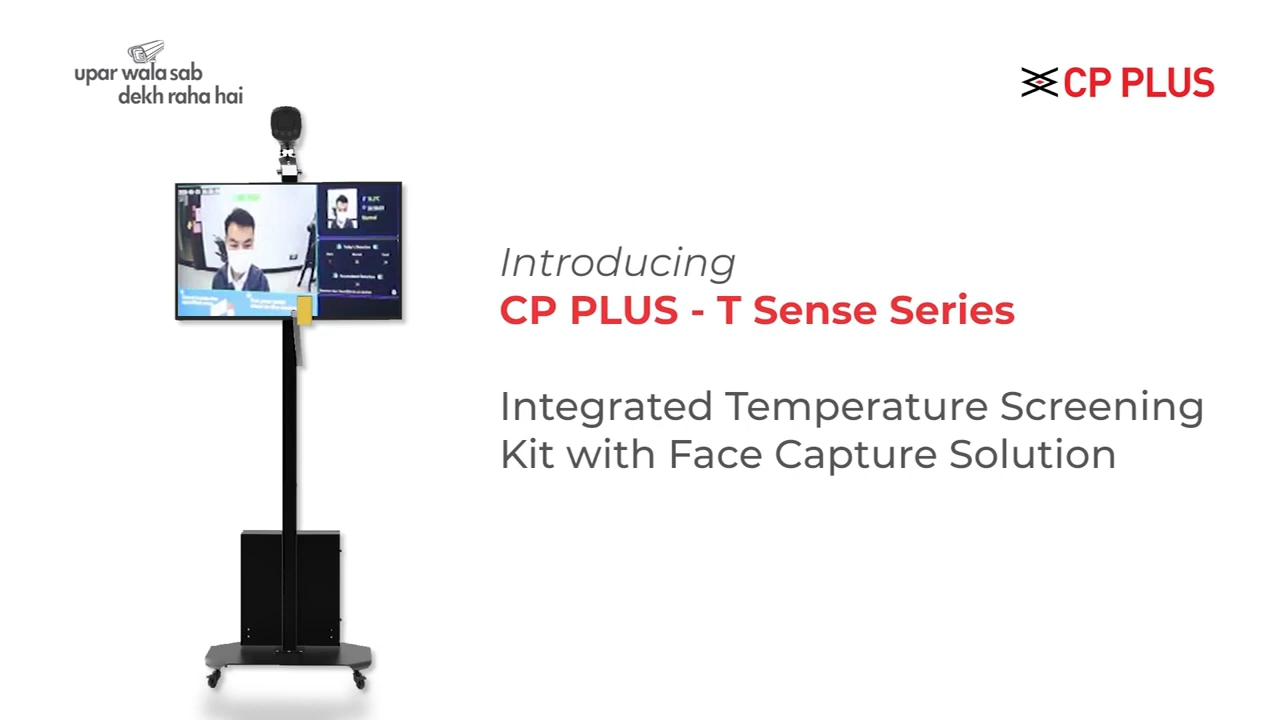 upar wala sab
dekh raha hai
CP PLUS
Introducing
CP PLUS - T Sense Series
Integrated Temperature Screening
Kit with Face Capture Solution